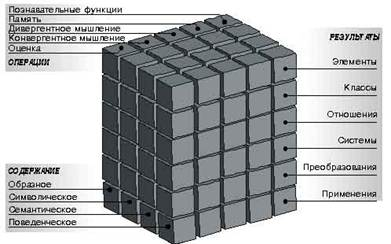 Познавательные функции
Память
Дивергентное мышление
Конвергентное мышление
Оценка
ОПЕРАЦИИ
РЕЗУЛЬТАТЫ
Элементы
Классы
Отношения
Системы
Преобразования
Применения
СОДЕРЖАНИЕ
Образное
Символическое
Семантическое
Поведенческое